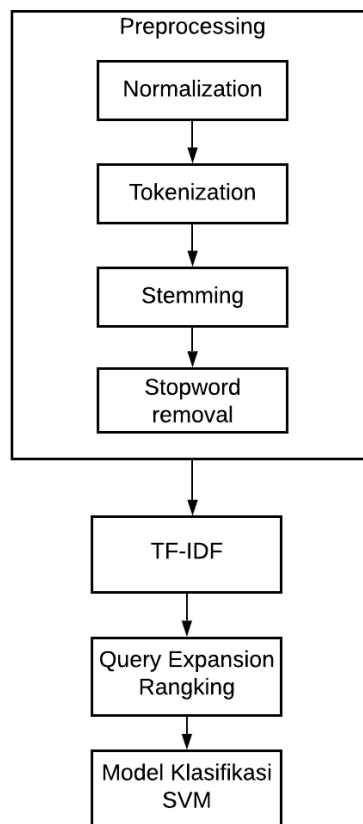 Preprocessing
Normalization
Tokenization
Stemming
Stopword
removal
TF-IDF
Query Expansion
Rangking
Model Klasifikasi
SVM